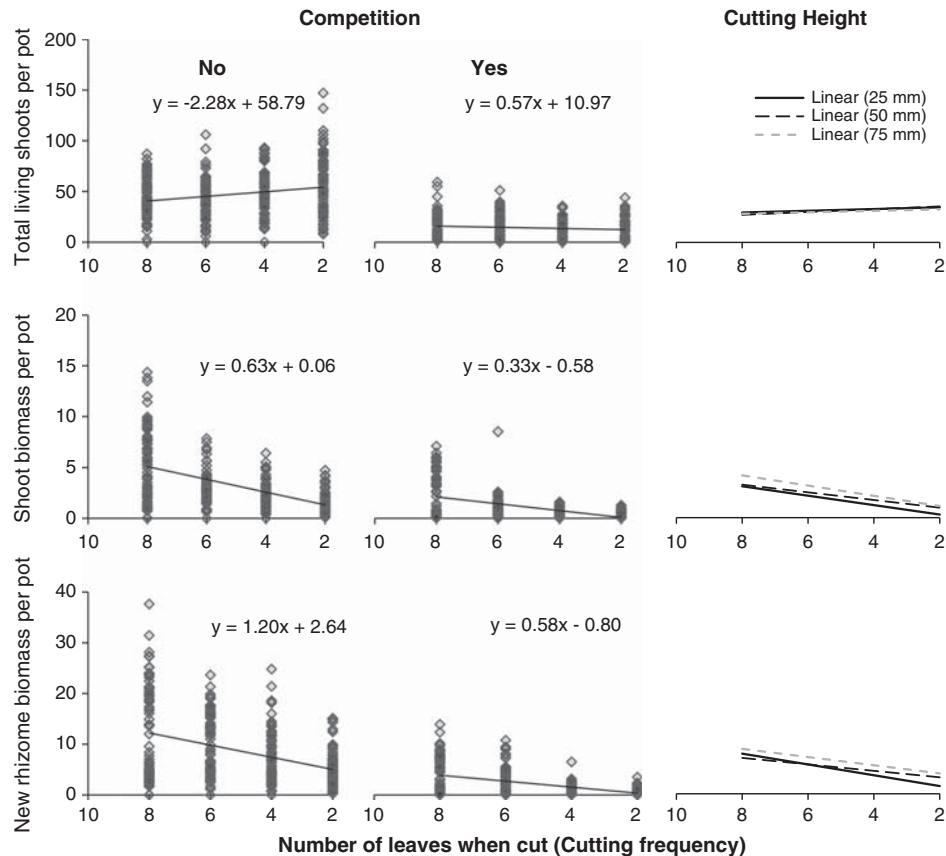 Competition
Cutting Height
Total living shoots per pot
200
150
100
50
0
No
y = -2.28x + 58.79
10 8 6 4 2
Yes
y = 0.57x + 10.97
10 8 6 4 2
Linear (25 mm)
Linear (50 mm)
Linear (75 mm)
10 8 6 4 2
Shoot biomass per pot
20
15
10
5
0
y = 0.63x + 0.06
10 8 6 4 2
y = 0.33x - 0.58
10 8 6 4 2
10 8 6 4 2
New rhizome biomass per pot
40
30
20
10
0
y = 1.20x + 2.64
10 8 6 4 2
y = 0.58x - 0.80
10 8 6 4 2
10 8 6 4 2
Number of leaves when cut (Cutting frequency)